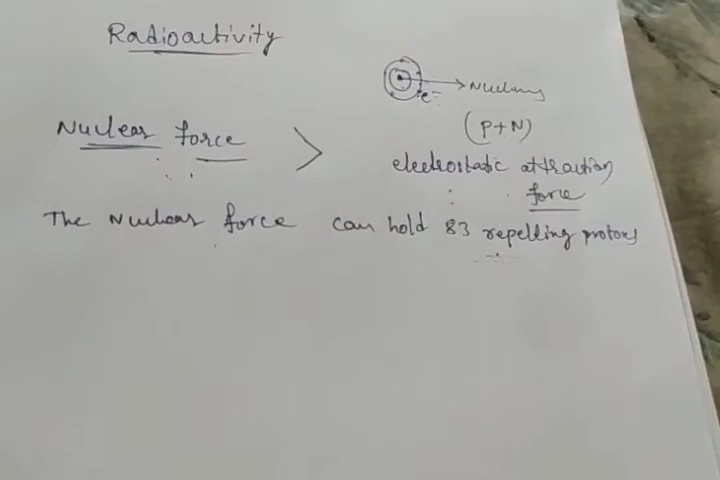 Radioactivity
Nucleus
e-
(P+N)
Nuclear force > electrostatic attraction force
The Nuclear force can hold 83 repelling protons